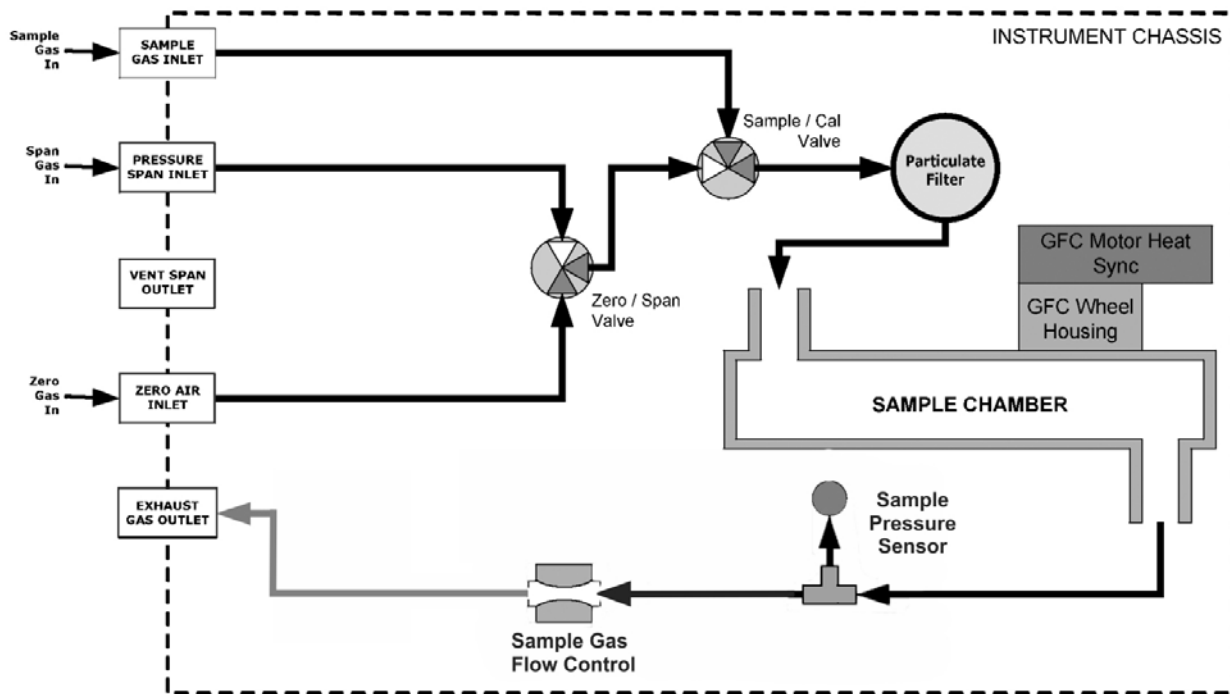 INSTRUMENT CHASSIS
Sample
Gas
In
SAMPLE
GAS INLET
Span
Gas
In
PRESSURE
SPAN INLET
Sample / Cal
Valve
Particulate
Filter
VENT SPAN
OUTLET
Zero / Span
Valve
GFC Motor Heat
Sync
GFC Wheel
Housing
Zero
Gas
In
ZERO AIR
INLET
SAMPLE CHAMBER
EXHAUST
GAS OUTLET
Sample
Pressure
Sensor
Sample Gas
Flow Control